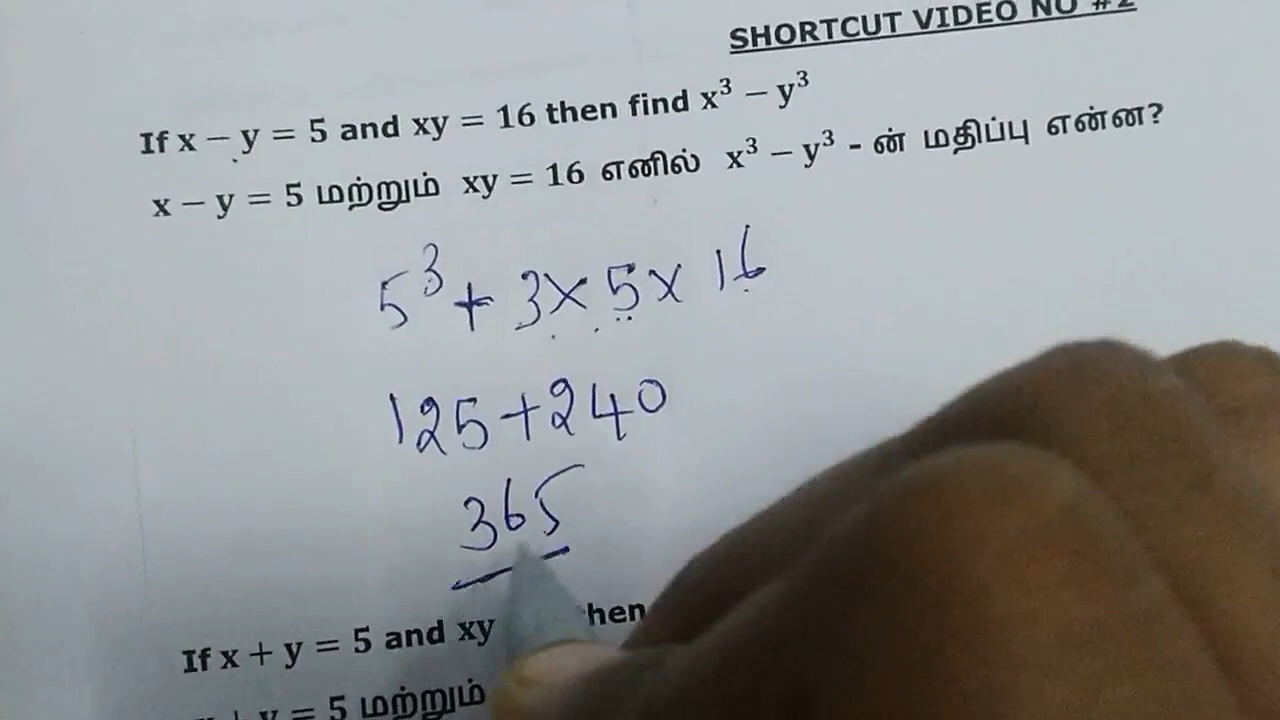 SHORTCUT VIDEO NO #2
If x − y = 5 and xy = 16 then find x³ − y³
x − y = 5 மற்றும் xy = 16 எனில் x³ − y³ - ன் மதிப்பு என்ன?
5³ + 3 × 5 × 16
125 + 240
365
If x + y = 5 and xy
x + y = 5 மற்றும்